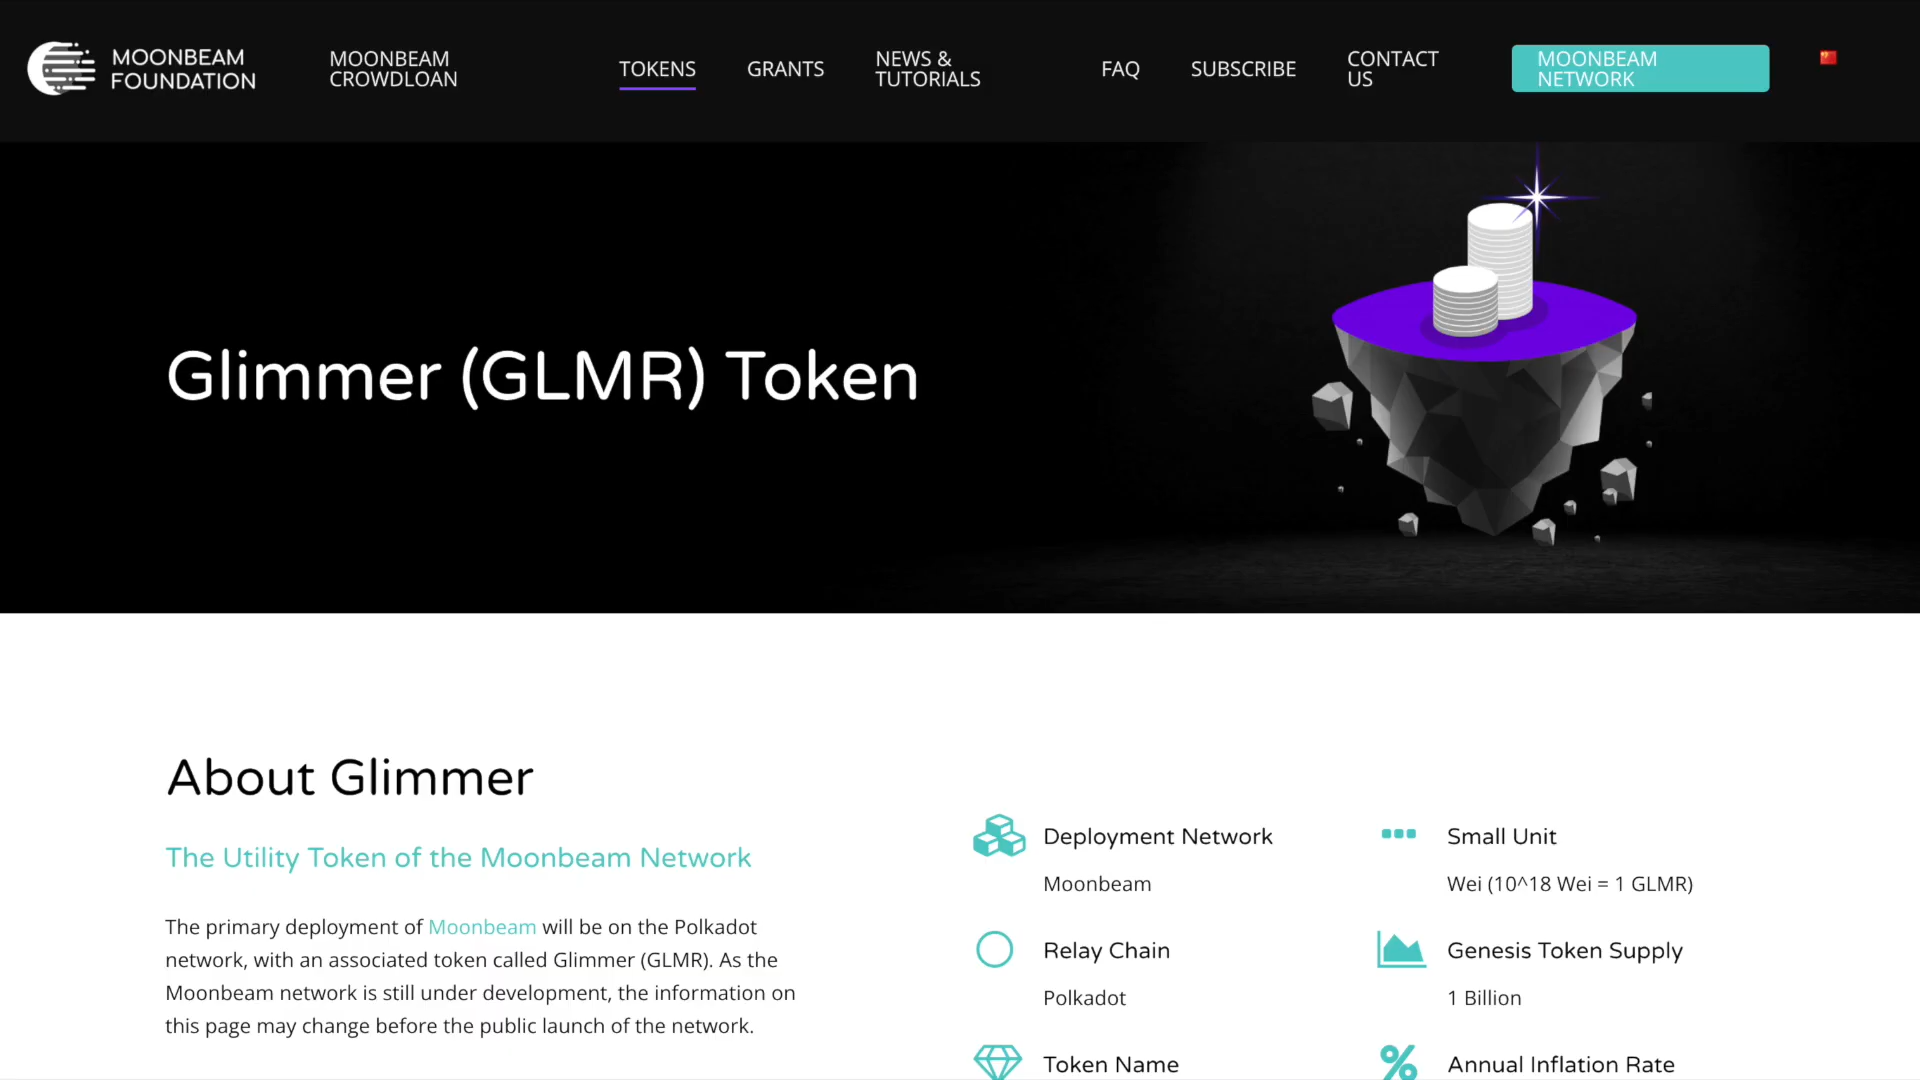 MOONBEAM
FOUNDATION
MOONBEAM
CROWDLOAN
TOKENS
GRANTS
NEWS &
TUTORIALS
FAQ
SUBSCRIBE
CONTACT
US
MOONBEAM
NETWORK
Glimmer (GLMR) Token
About Glimmer
The Utility Token of the Moonbeam Network
The primary deployment of Moonbeam will be on the Polkadot
network, with an associated token called Glimmer (GLMR). As the
Moonbeam network is still under development, the information on
this page may change before the public launch of the network.
Deployment Network
Moonbeam
Small Unit
Wei (10^18 Wei = 1 GLMR)
Relay Chain
Polkadot
Genesis Token Supply
1 Billion
Token Name
Annual Inflation Rate